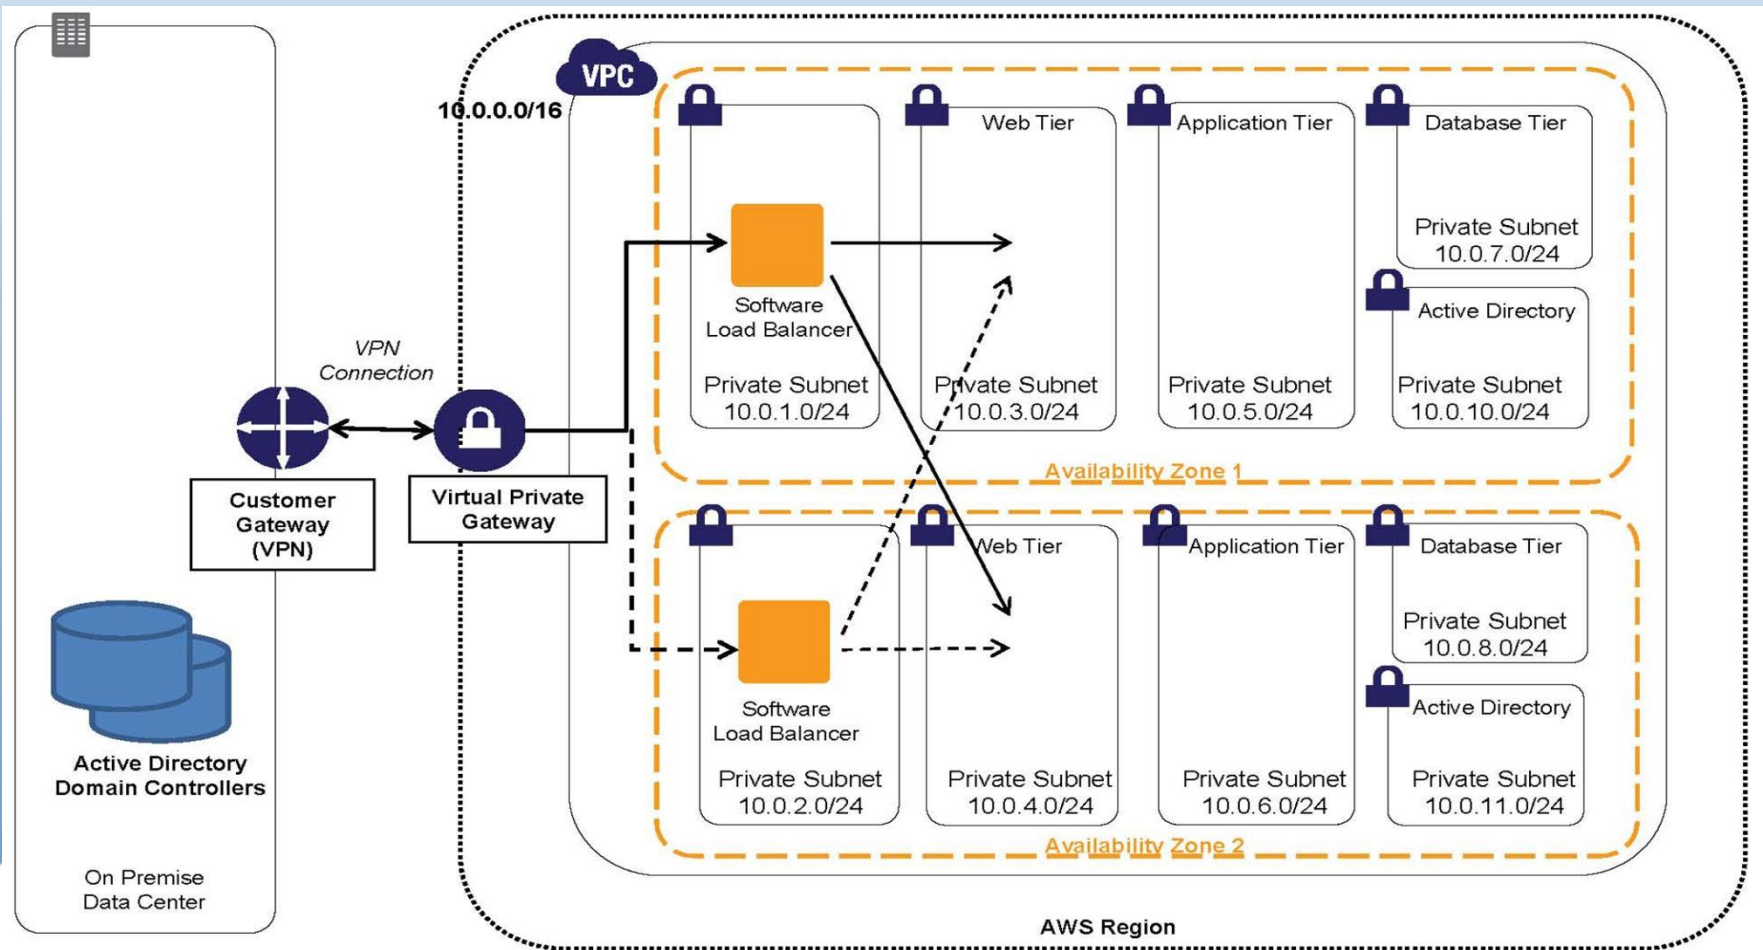 VPC
10.0.0.0/16
VPN
Connection
Customer
Gateway
(VPN)
Virtual Private
Gateway
Active Directory
Domain Controllers
On Premise
Data Center
Software
Load Balancer
Private Subnet
10.0.1.0/24
Web Tier
Private Subnet
10.0.3.0/24
Application Tier
Private Subnet
10.0.5.0/24
Database Tier
Private Subnet
10.0.7.0/24
Active Directory
Private Subnet
10.0.10.0/24
Availability Zone 1
Software
Load Balancer
Private Subnet
10.0.2.0/24
Web Tier
Private Subnet
10.0.4.0/24
Application Tier
Private Subnet
10.0.6.0/24
Database Tier
Private Subnet
10.0.8.0/24
Active Directory
Private Subnet
10.0.11.0/24
Availability Zone 2
AWS Region